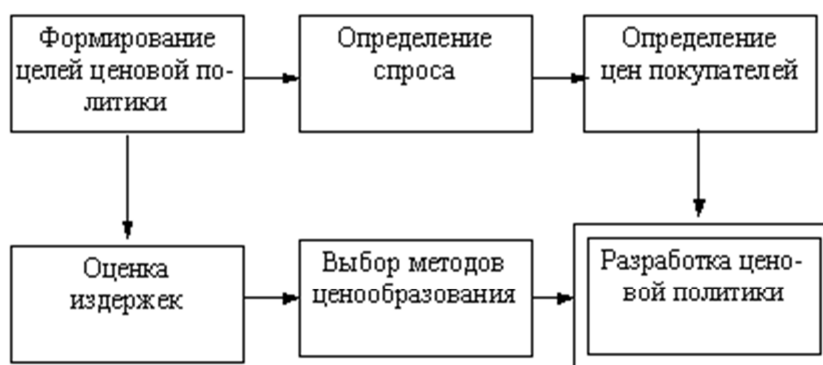 Формирование
целей ценовой по-
литики
Определение
спроса
Определение
цен покупателей
Оценка
издержек
Выбор методов
ценообразования
Разработка цено-
вой политики